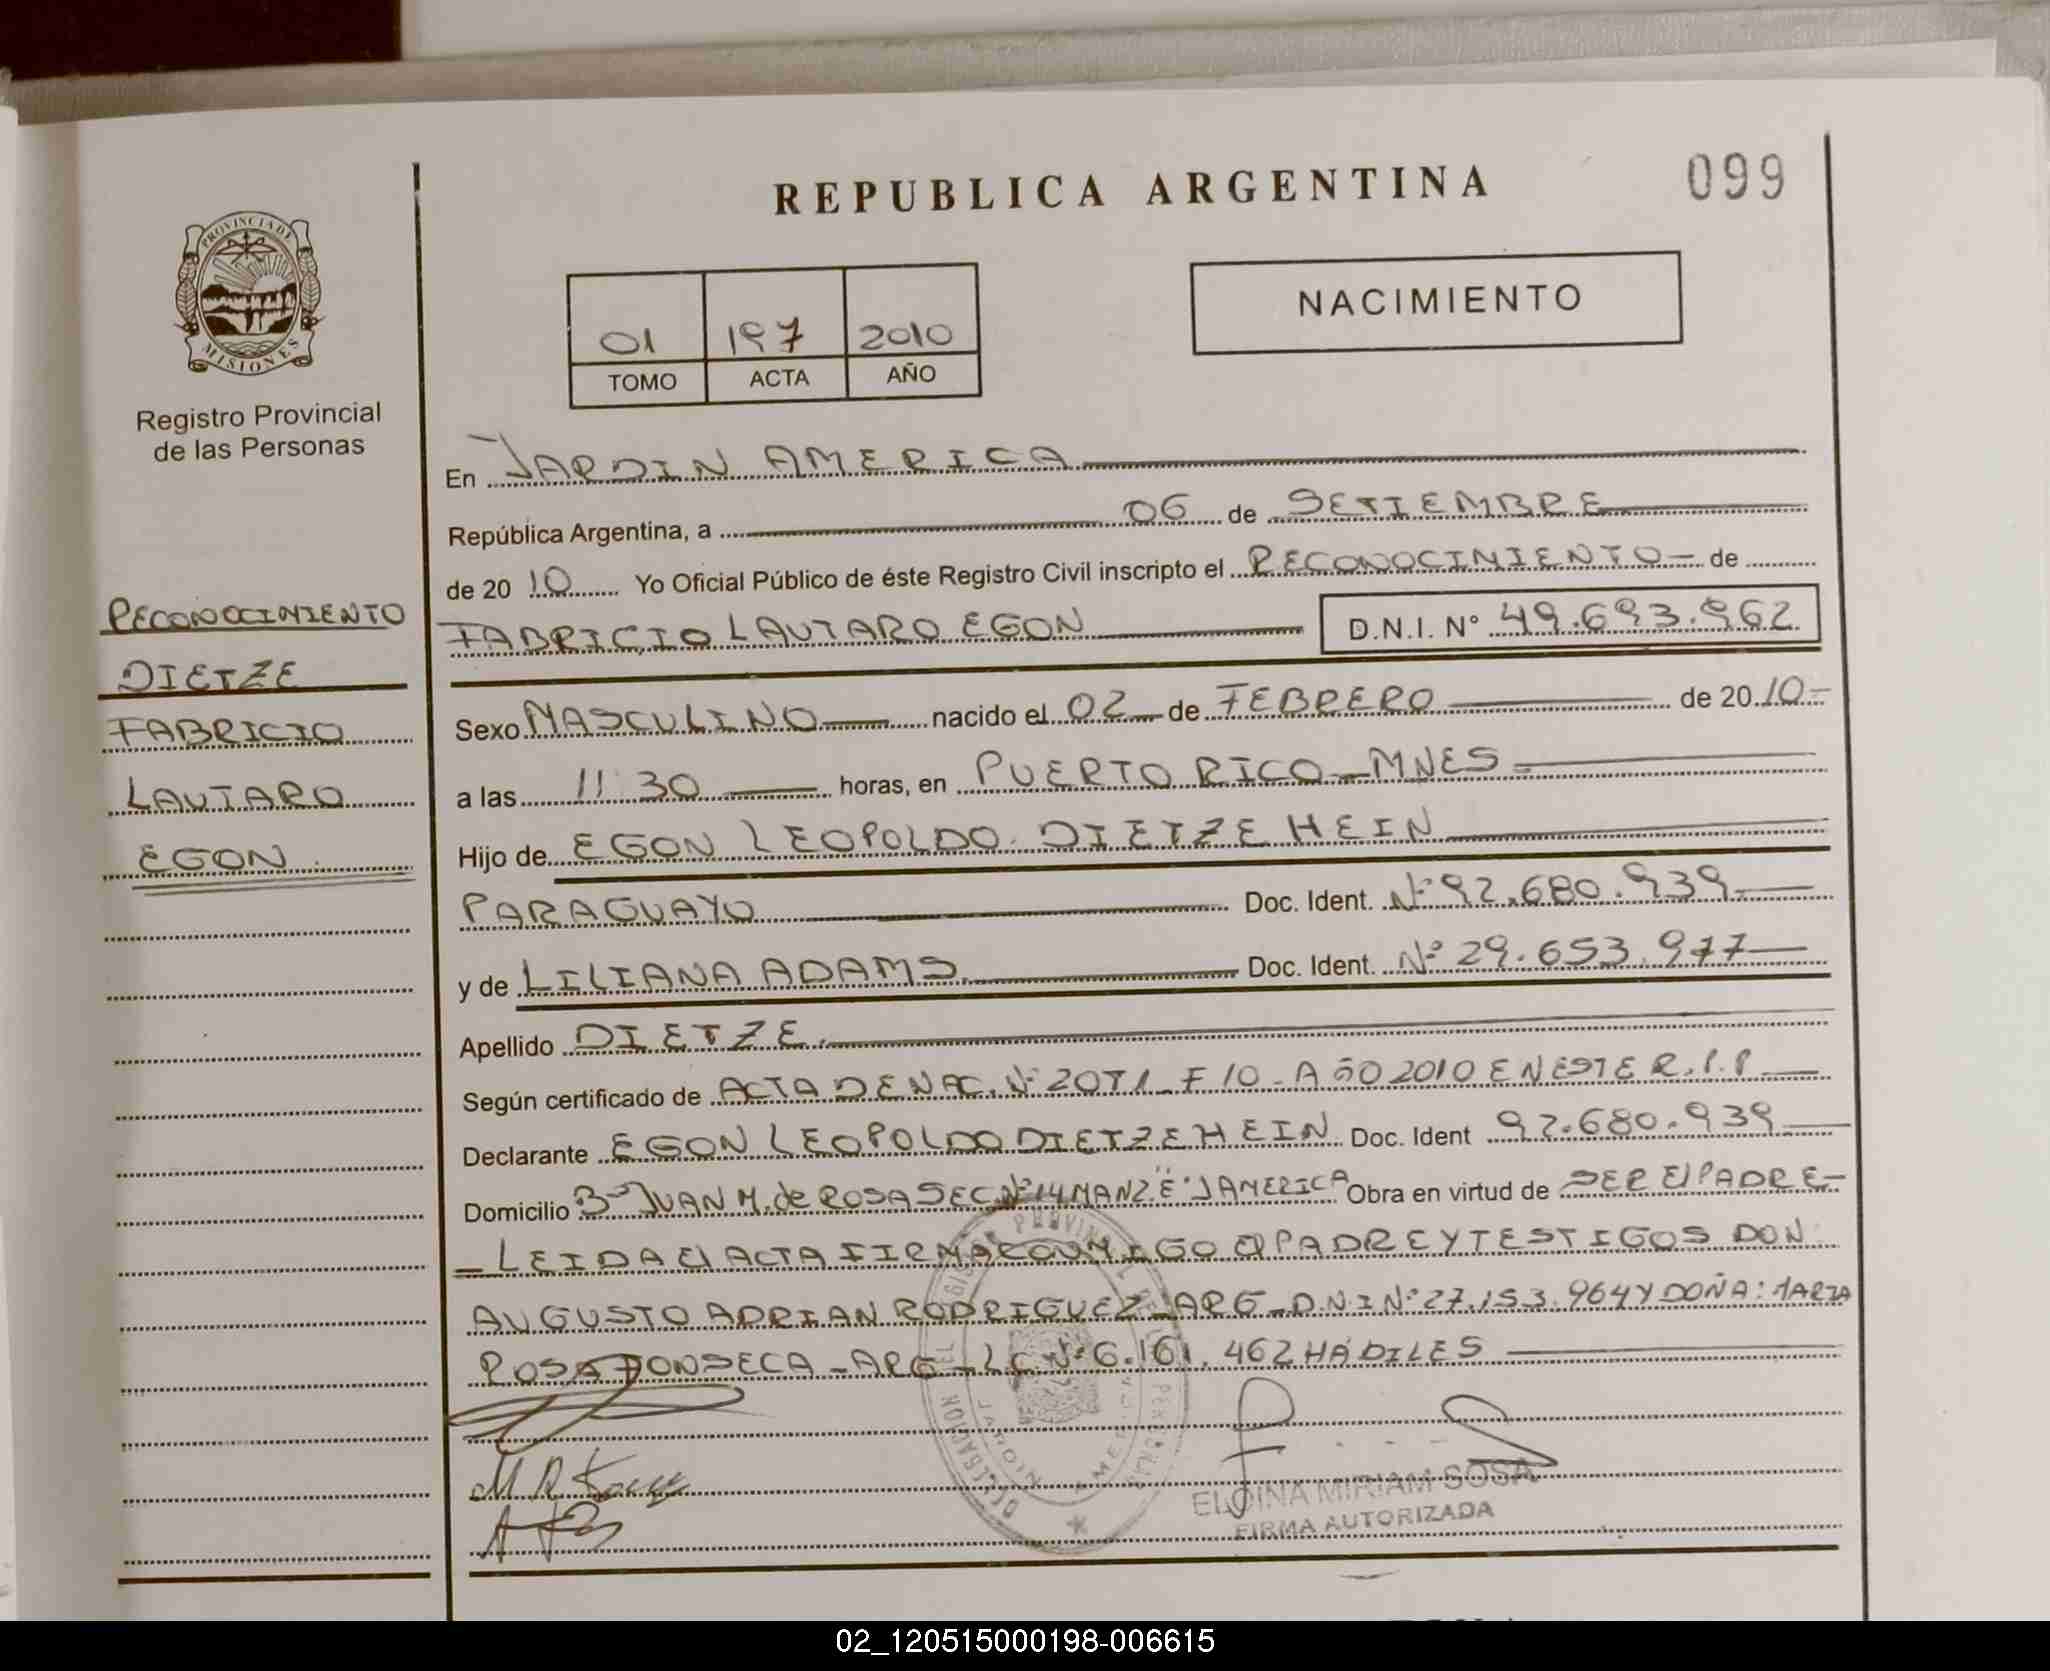 REPUBLICA ARGENTINA
099
PROVINCIA DE
MISIONES
Registro Provincial
de las Personas
01 197 2010
TOMO ACTA AÑO
NACIMIENTO
En JARDIN AMERICA
República Argentina, a 06 de SETIEMBRE
de 20 10 Yo Oficial Público de éste Registro Civil inscripto el RECONOCIMIENTO de
FABRICIO LAUTARO EGON D.N.I. N° 49.693.962
RECONOCIMIENTO
DIETZE
FABRICIO
LAUTARO
EGON
Sexo MASCULINO nacido el 02 de FEBRERO de 20 10
a las 11:30 horas, en PUERTO RICO - MNES
Hijo de EGON LEOPOLDO DIETZE HEIN
PARAGUAYO Doc. Ident. N° 92.680.939
y de LILIANA ADAMS Doc. Ident. N° 29.653.977
Apellido DIETZE
Según certificado de ACTA DE NAC. N° 20 T1 - F 10 - AÑO 2010 EN ESTE R.P.P
Declarante EGON LEOPOLDO DIETZE HEIN Doc. Ident 92.680.939
Domicilio B° JUAN M. de ROSA SEC N° 14 MANZ "E" J AMERICA Obra en virtud de SER El PADRE
- LEIDA El ACTA FIRMAR CONMIGO El PADRE Y TESTIGOS DON
AUGUSTO ADRIAN RODRIGUEZ - ARG - D.N.I N° 27.153.964 Y DOÑA: MARTA
ROSA FONSECA - ARG - LC N° 6.161.462 HÁBILES
ELOINA MIRIAM SOSA
FIRMA AUTORIZADA
02_120515000198-006615